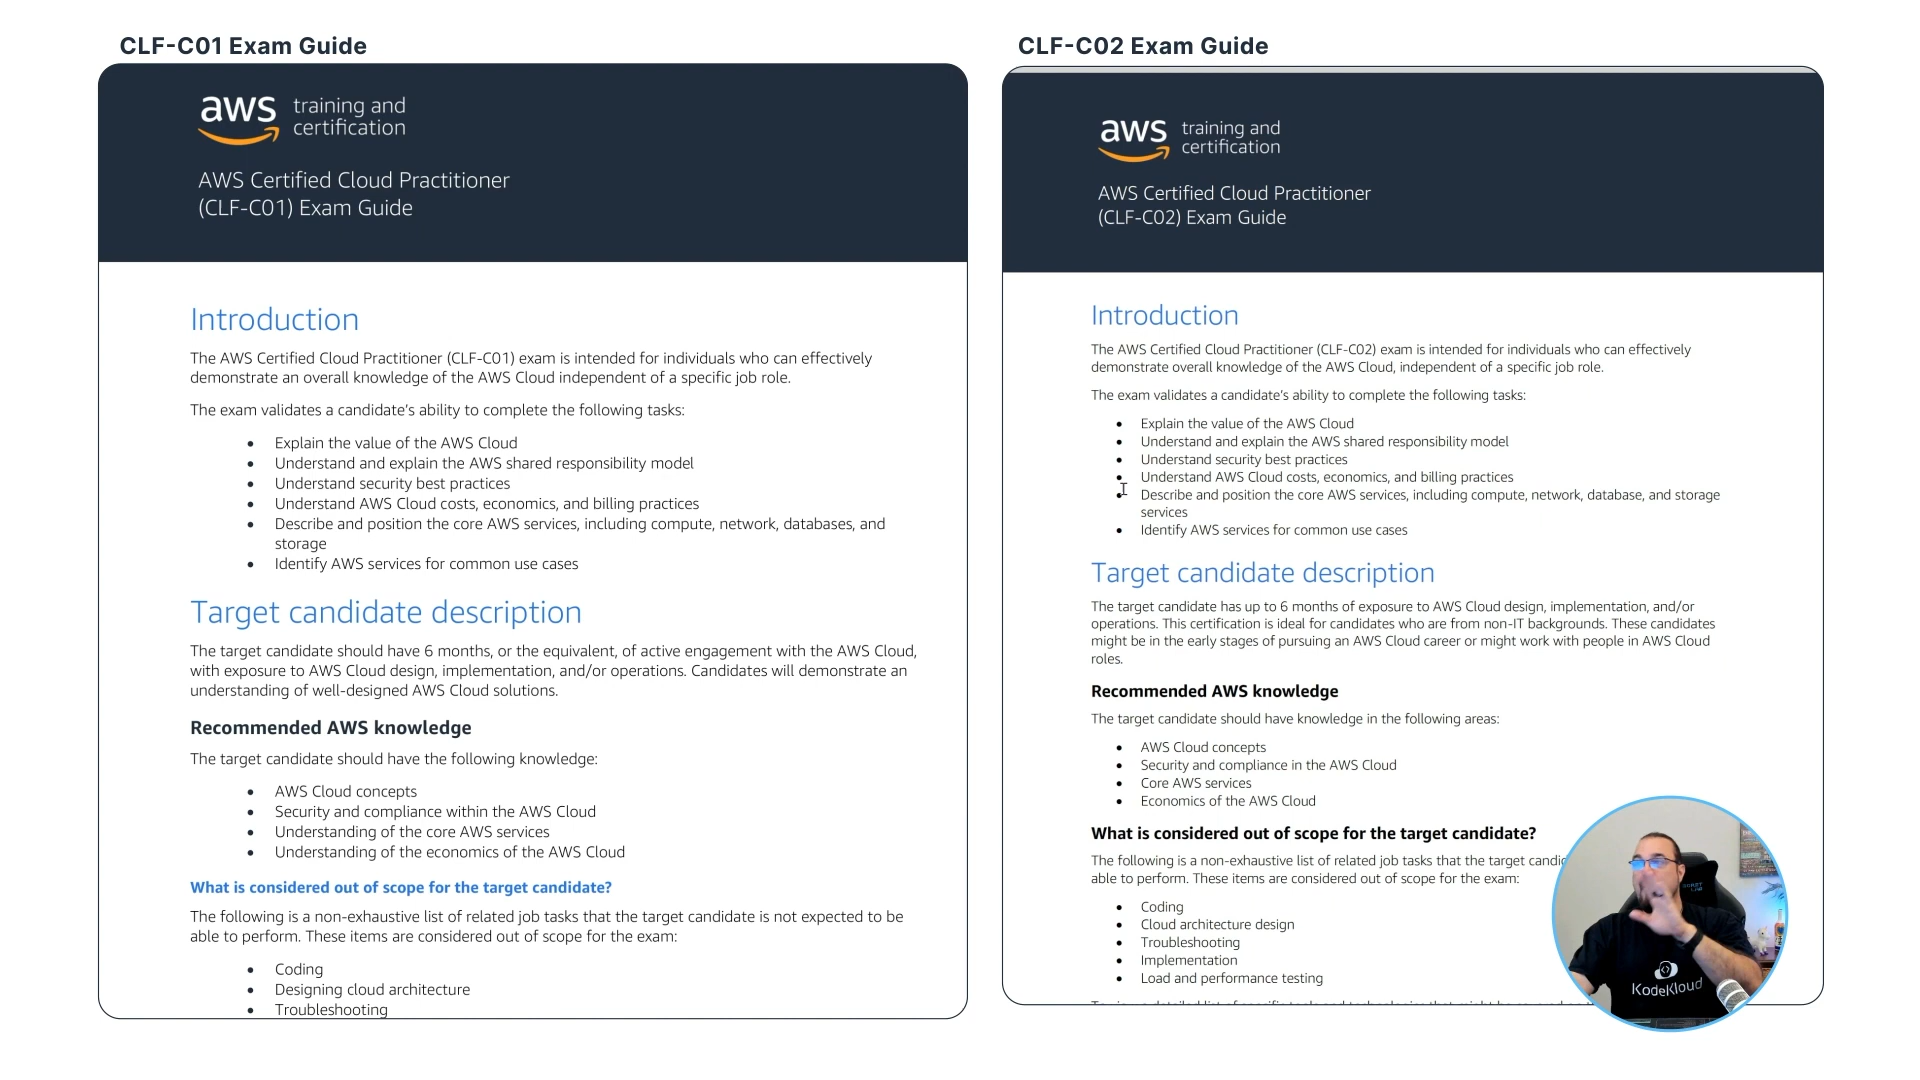 CLF-C01 Exam Guide
aws training and certification
AWS Certified Cloud Practitioner
(CLF-C01) Exam Guide
Introduction
The AWS Certified Cloud Practitioner (CLF-C01) exam is intended for individuals who can effectively
demonstrate an overall knowledge of the AWS Cloud independent of a specific job role.
The exam validates a candidate's ability to complete the following tasks:
• Explain the value of the AWS Cloud
• Understand and explain the AWS shared responsibility model
• Understand security best practices
• Understand AWS Cloud costs, economics, and billing practices
• Describe and position the core AWS services, including compute, network, databases, and
storage
• Identify AWS services for common use cases
Target candidate description
The target candidate should have 6 months, or the equivalent, of active engagement with the AWS Cloud,
with exposure to AWS Cloud design, implementation, and/or operations. Candidates will demonstrate an
understanding of well-designed AWS Cloud solutions.
Recommended AWS knowledge
The target candidate should have the following knowledge:
• AWS Cloud concepts
• Security and compliance within the AWS Cloud
• Understanding of the core AWS services
• Understanding of the economics of the AWS Cloud
What is considered out of scope for the target candidate?
The following is a non-exhaustive list of related job tasks that the target candidate is not expected to be
able to perform. These items are considered out of scope for the exam:
• Coding
• Designing cloud architecture
• Troubleshooting
CLF-C02 Exam Guide
aws training and certification
AWS Certified Cloud Practitioner
(CLF-C02) Exam Guide
Introduction
The AWS Certified Cloud Practitioner (CLF-C02) exam is intended for individuals who can effectively
demonstrate overall knowledge of the AWS Cloud, independent of a specific job role.
The exam validates a candidate's ability to complete the following tasks:
• Explain the value of the AWS Cloud
• Understand and explain the AWS shared responsibility model
• Understand security best practices
• Understand AWS Cloud costs, economics, and billing practices
• Describe and position the core AWS services, including compute, network, database, and storage
services
• Identify AWS services for common use cases
Target candidate description
The target candidate has up to 6 months of exposure to AWS Cloud design, implementation, and/or
operations. This certification is ideal for candidates who are from non-IT backgrounds. These candidates
might be in the early stages of pursuing an AWS Cloud career or might work with people in AWS Cloud
roles.
Recommended AWS knowledge
The target candidate should have knowledge in the following areas:
• AWS Cloud concepts
• Security and compliance in the AWS Cloud
• Core AWS services
• Economics of the AWS Cloud
What is considered out of scope for the target candidate?
The following is a non-exhaustive list of related job tasks that the target
able to perform. These items are considered out of scope for the exam:
• Coding
• Cloud architecture design
• Troubleshooting
• Implementation
• Load and performance testing
KodeKloud